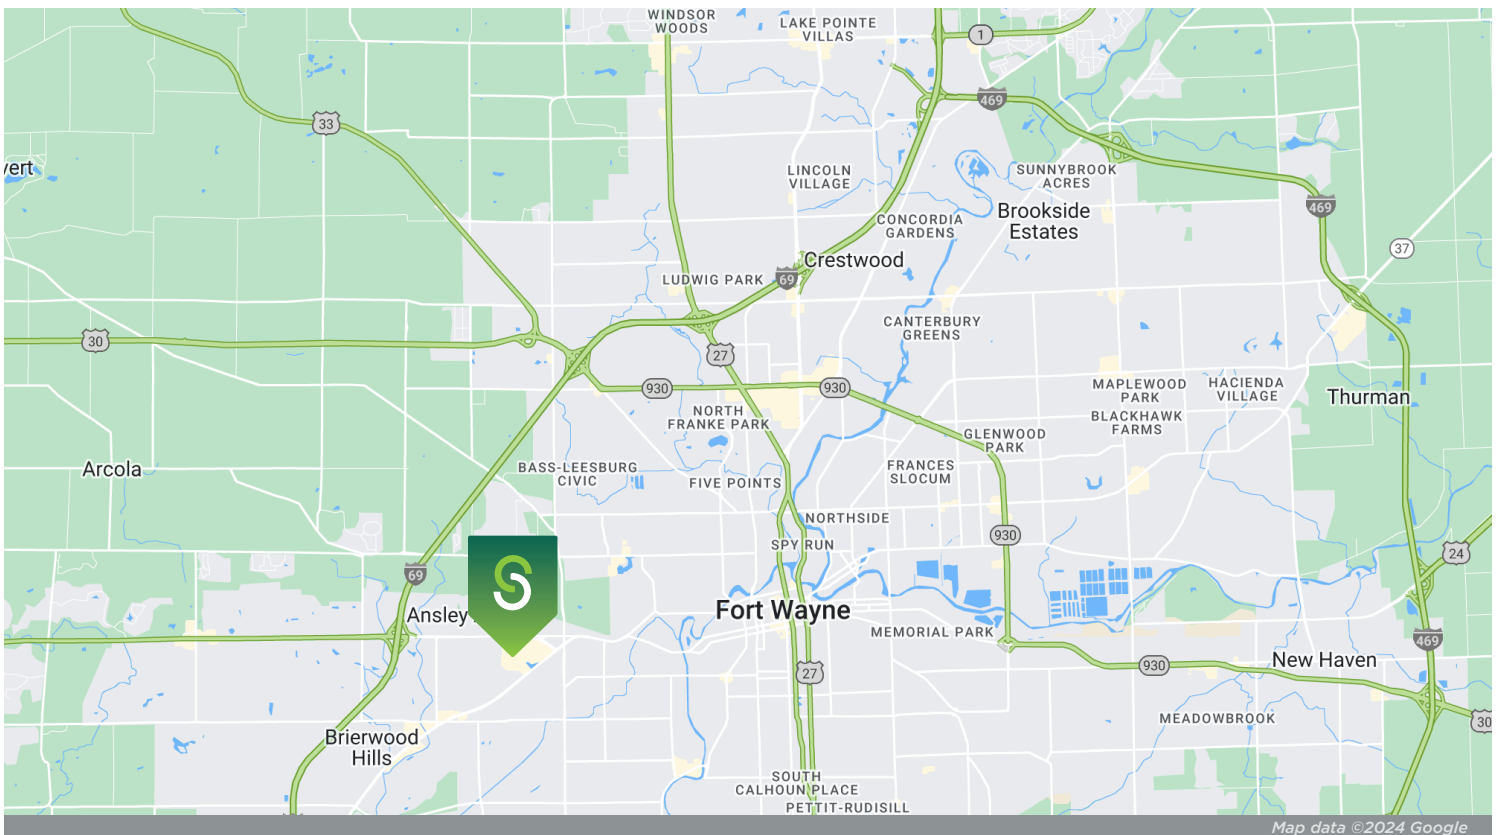 WINDSOR
WOODS
LAKE POINTE
VILLAS
1
469
33
vert
LINCOLN
VILLAGE
SUNNYBROOK
ACRES
469
Brookside
Estates
CONCORDIA
GARDENS
37
Crestwood
LUDWIG PARK
69
CANTERBURY
GREENS
30
27
930
930
MAPLEWOOD
PARK
HACIENDA
VILLAGE
Thurman
NORTH
FRANKE PARK
BLACKHAWK
FARMS
GLENWOOD
PARK
Arcola
BASS-LEESBURG
CIVIC
FIVE POINTS
FRANCES
SLOCUM
NORTHSIDE
930
SPY RUN
24
69
Ansley
Fort Wayne
MEMORIAL PARK
469
27
930
New Haven
MEADOWBROOK
30
Brierwood
Hills
SOUTH
CALHOUN PLACE
PETTIT-RUDISILL
Map data ©2024 Google